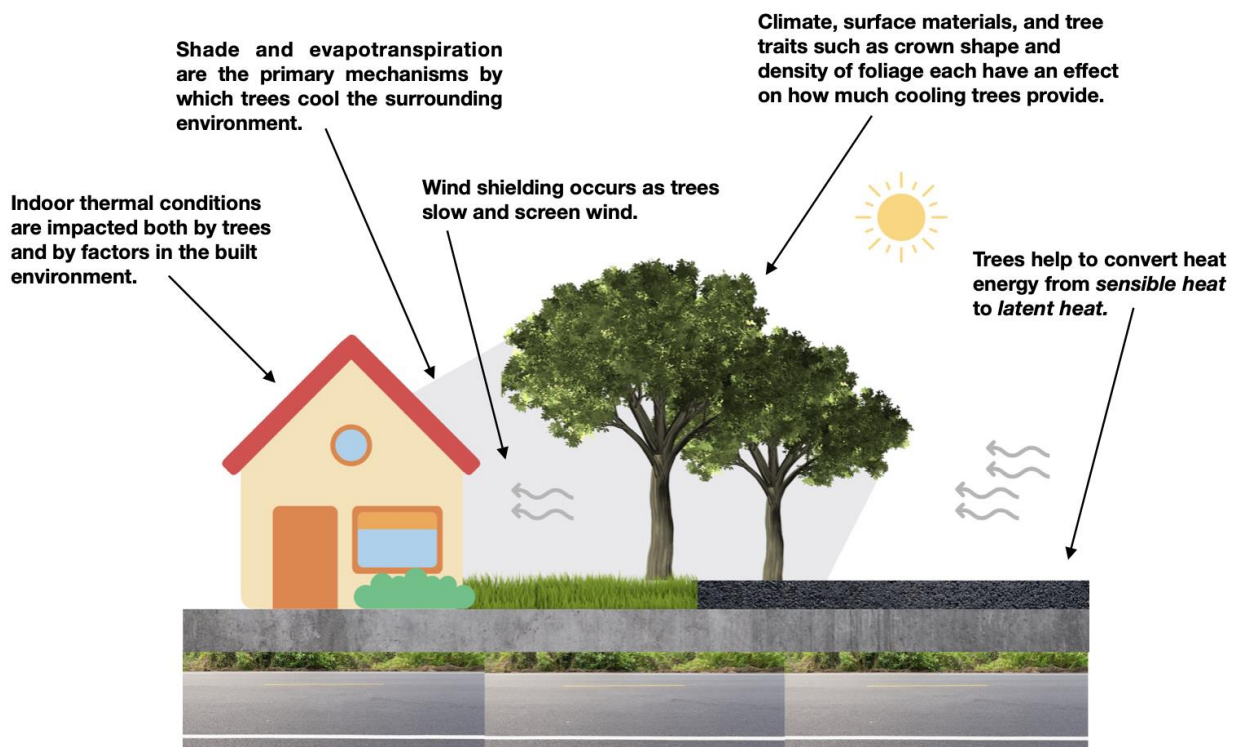 Climate, surface materials, and tree
traits such as crown shape and
density of foliage each have an effect
on how much cooling trees provide.
Shade and evapotranspiration
are the primary mechanisms by
which trees cool the surrounding
environment.
Wind shielding occurs as trees
slow and screen wind.
Indoor thermal conditions
are impacted both by trees
and by factors in the built
environment.
Trees help to convert heat
energy from sensible heat
to latent heat.